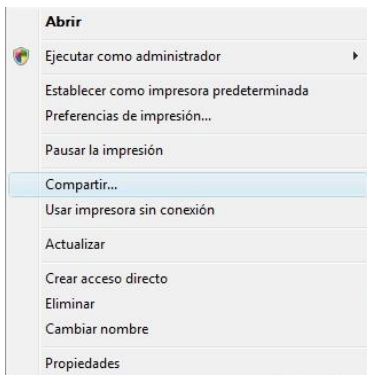 Abrir
Ejecutar como administrador
Establecer como impresora predeterminada
Preferencias de impresión...
Pausar la impresión
Compartir...
Usar impresora sin conexión
Actualizar
Crear acceso directo
Eliminar
Cambiar nombre
Propiedades